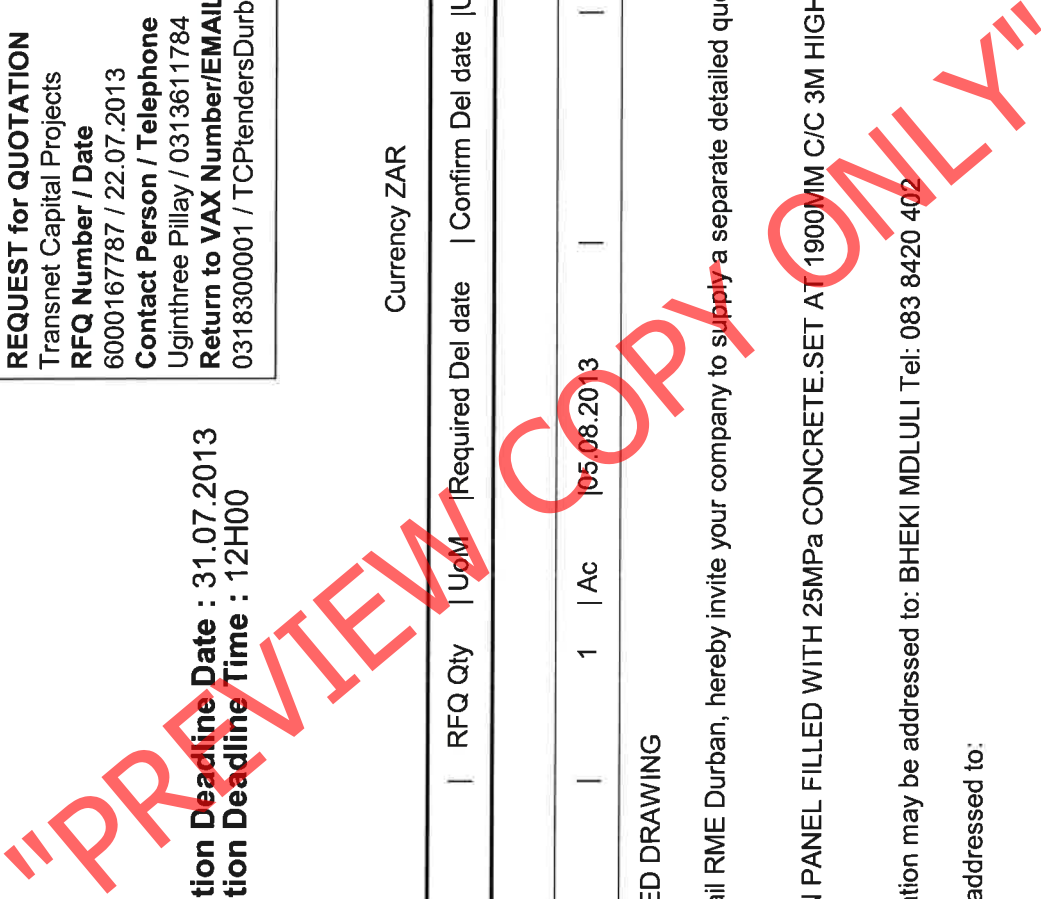 REQUEST for QUOTATION
Transnet Capital Projects
RFQ Number / Date
6000167787 / 22.07.2013
Contact Person / Telephone
Uginthree Pillay / 0313611784
Return to VAX Number/EMAIL
0318300001 / TCPtendersDurb
tion Deadline Date : 31.07.2013
tion Deadline Time : 12H00
Currency ZAR
| RFQ Qty | UoM |Required Del date | Confirm Del date |U
| 1 | Ac |05.08.2013 | |
ED DRAWING
ail RME Durban, hereby invite your company to supply a separate detailed quo
N PANEL FILLED WITH 25MPa CONCRETE.SET AT 1900MM C/C 3M HIGH
ation may be addressed to: BHEKI MDLULI Tel: 083 8420 402
addressed to:
"PREVIEW COPY ONLY"